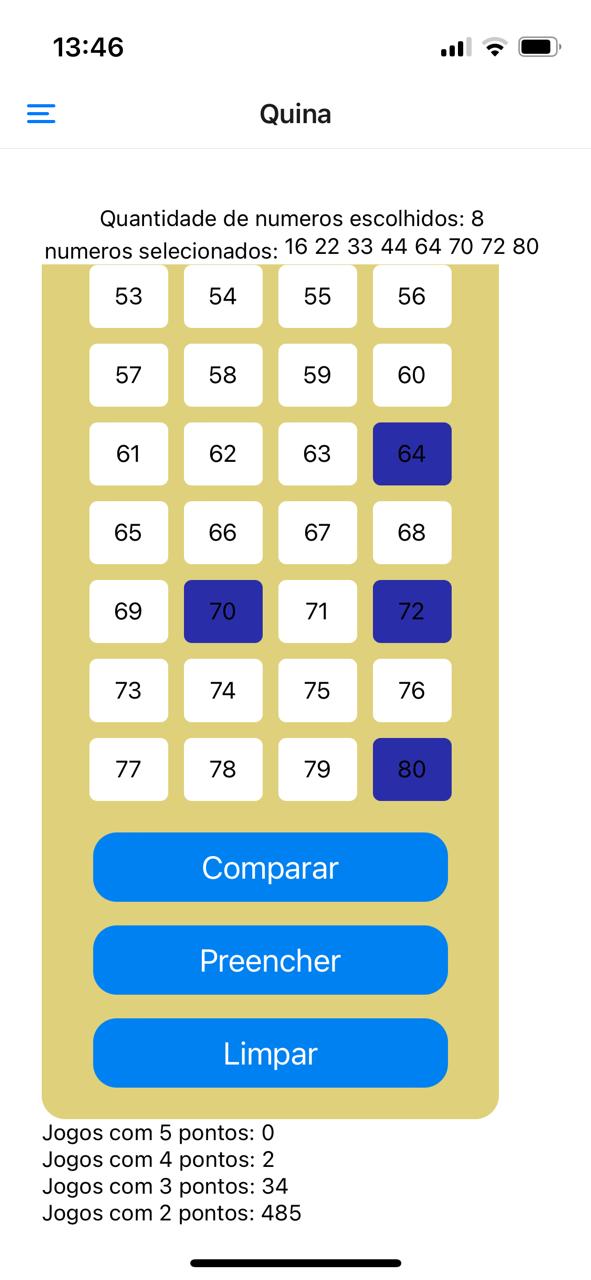 13:46
Quina
Quantidade de numeros escolhidos: 8
numeros selecionados: 16 22 33 44 64 70 72 80
53 54 55 56
57 58 59 60
61 62 63 64
65 66 67 68
69 70 71 72
73 74 75 76
77 78 79 80
Comparar
Preencher
Limpar
Jogos com 5 pontos: 0
Jogos com 4 pontos: 2
Jogos com 3 pontos: 34
Jogos com 2 pontos: 485